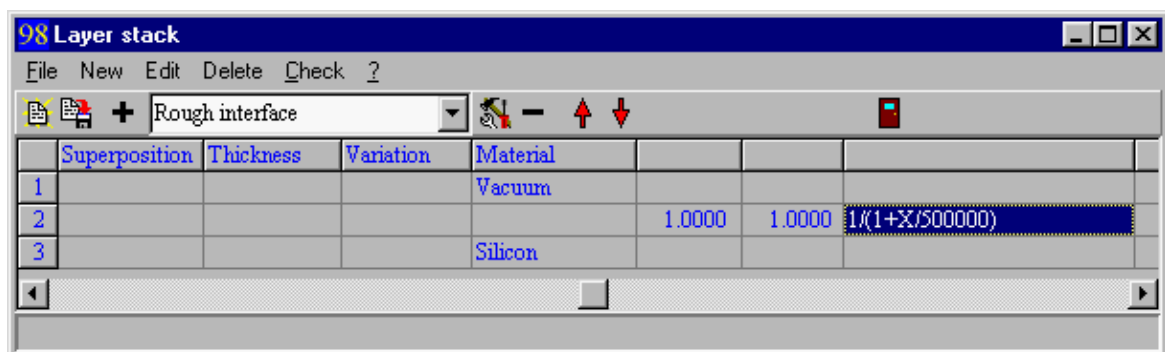 98 Layer stack
File New Edit Delete Check ?
Rough interface
Superposition Thickness Variation Material
1 Vacuum
2 1.0000 1.0000 1/(1+X/500000)
3 Silicon